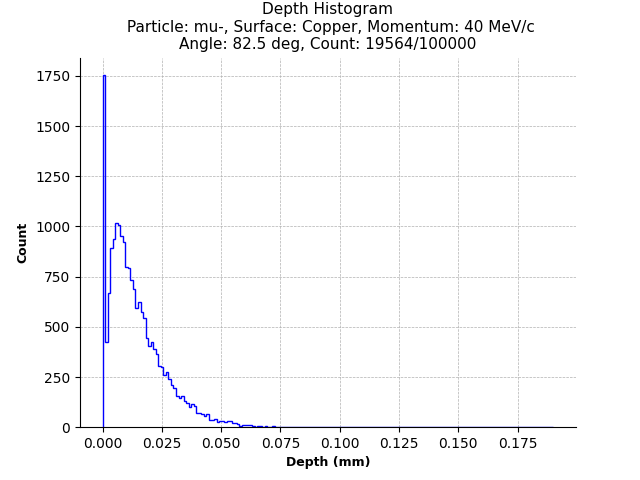 Depth Histogram
Particle: mu-, Surface: Copper, Momentum: 40 MeV/c
Angle: 82.5 deg, Count: 19564/100000
1750
1500
1250
1000
750
500
250
0
Count
0.000 0.025 0.050 0.075 0.100 0.125 0.150 0.175
Depth (mm)